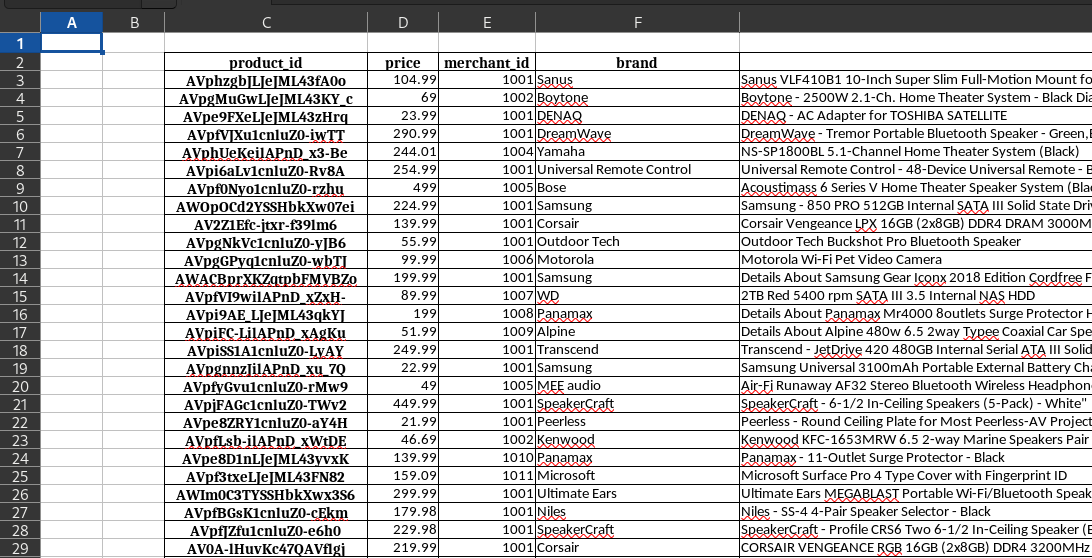 A B C D E F
1
2 product_id price merchant_id brand
3 AVphzgbJLJeJML43fA0o 104.99 1001 Sanus Sanus VLF410B1 10-Inch Super Slim Full-Motion Mount fo
4 AVpgMuGwLJeJML43KY_c 69 1002 Boytone Boytone - 2500W 2.1-Ch. Home Theater System - Black Dia
5 AVpe9FXeLJeJML43zHrq 23.99 1001 DENAQ DENAQ - AC Adapter for TOSHIBA SATELLITE
6 AVpfVJXu1cnluZ0-iwTT 290.99 1001 DreamWave DreamWave - Tremor Portable Bluetooth Speaker - Green,B
7 AVphUeKeilAPnD_x3-Be 244.01 1004 Yamaha NS-SP1800BL 5.1-Channel Home Theater System (Black)
8 AVpi6aLv1cnluZ0-Rv8A 254.99 1001 Universal Remote Control Universal Remote Control - 48-Device Universal Remote - B
9 AVpf0Nyo1cnluZ0-rzhu 499 1005 Bose Acoustimass 6 Series V Home Theater Speaker System (Blac
10 AWOpOCd2YSSHbkXw07ei 224.99 1001 Samsung Samsung - 850 PRO 512GB Internal SATA III Solid State Driv
11 AV2Z1Efc-jtxr-f39lm6 139.99 1001 Corsair Corsair Vengeance LPX 16GB (2x8GB) DDR4 DRAM 3000M
12 AVpgNkVc1cnluZ0-yJB6 55.99 1001 Outdoor Tech Outdoor Tech Buckshot Pro Bluetooth Speaker
13 AVpgGPyq1cnluZ0-wbTJ 99.99 1006 Motorola Motorola Wi-Fi Pet Video Camera
14 AWACBprXKZqtpbFMVBZo 199.99 1001 Samsung Details About Samsung Gear Iconx 2018 Edition Cordfree F
15 AVpfVI9wilAPnD_xZxH- 89.99 1007 WD 2TB Red 5400 rpm SATA III 3.5 Internal NAS HDD
16 AVpi9AE_LJeJML43qkYJ 199 1008 Panamax Details About Panamax Mr4000 8outlets Surge Protector H
17 AVpiFC-LilAPnD_xAgKu 51.99 1009 Alpine Details About Alpine 480w 6.5 2way Typee Coaxial Car Spe
18 AVpiSS1A1cnluZ0-LyAY 249.99 1001 Transcend Transcend - JetDrive 420 480GB Internal Serial ATA III Solid
19 AVpgnnzJilAPnD_xu_7Q 22.99 1001 Samsung Samsung Universal 3100mAh Portable External Battery Cha
20 AVpfyGvu1cnluZ0-rMw9 49 1005 MEE audio Air-Fi Runaway AF32 Stereo Bluetooth Wireless Headphon
21 AVpjFAGc1cnluZ0-TWv2 449.99 1001 SpeakerCraft SpeakerCraft - 6-1/2 In-Ceiling Speakers (5-Pack) - White"
22 AVpe8ZRY1cnluZ0-aY4H 21.99 1001 Peerless Peerless - Round Ceiling Plate for Most Peerless-AV Project
23 AVpfLsb-ilAPnD_xWtDE 46.69 1002 Kenwood Kenwood KFC-1653MRW 6.5 2-way Marine Speakers Pair
24 AVpe8D1nLJeJML43yvxK 139.99 1010 Panamax Panamax - 11-Outlet Surge Protector - Black
25 AVpf3txeLJeJML43FN82 159.09 1011 Microsoft Microsoft Surface Pro 4 Type Cover with Fingerprint ID
26 AWIm0C3TYSSHbkXwx3S6 299.99 1001 Ultimate Ears Ultimate Ears MEGABLAST Portable Wi-Fi/Bluetooth Speak
27 AVpfBGsK1cnluZ0-cEkm 179.98 1001 Niles Niles - SS-4 4-Pair Speaker Selector - Black
28 AVpfJZfu1cnluZ0-e6h0 229.98 1001 SpeakerCraft SpeakerCraft - Profile CRS6 Two 6-1/2 In-Ceiling Speaker (E
29 AV0A-lHuvKc47QAVflgj 219.99 1001 Corsair CORSAIR VENGEANCE RGB 16GB (2x8GB) DDR4 3200MHz